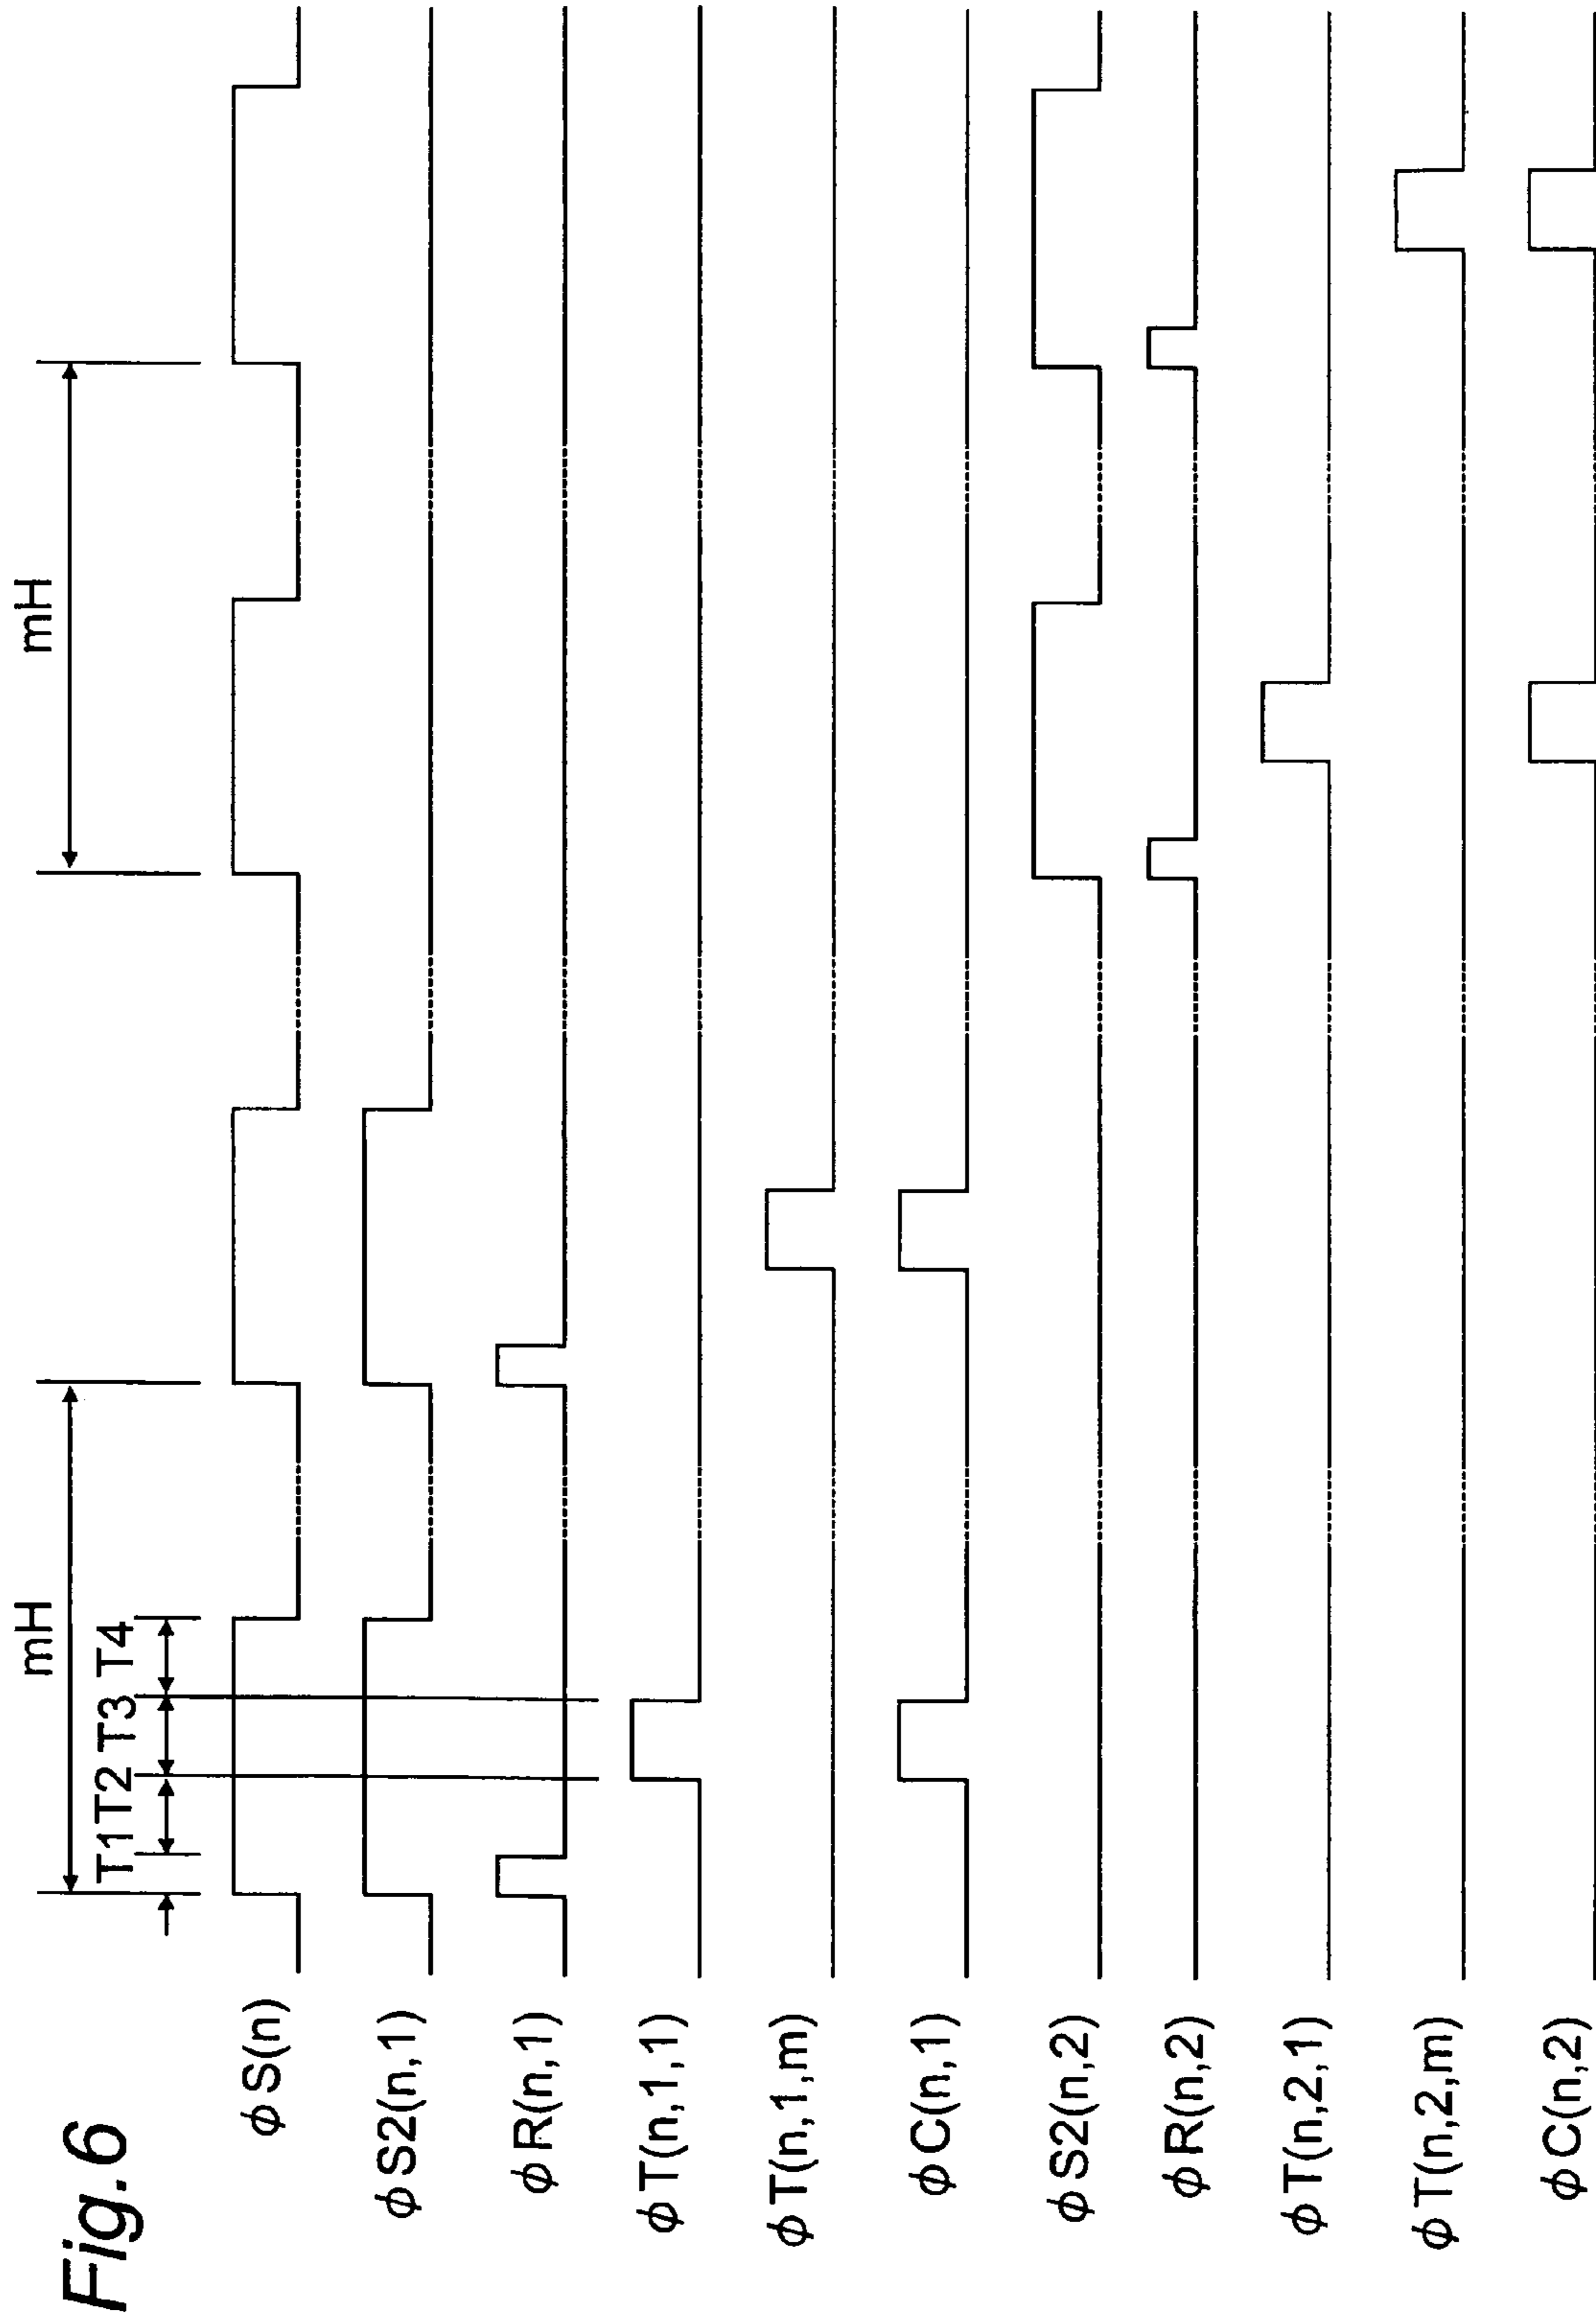 Fig.6
mH
mH
T1 T2 T3 T4
φS(n)
φS2(n,1)
φR(n,1)
φT(n,1,1)
φT(n,1,m)
φC(n,1)
φS2(n,2)
φR(n,2)
φT(n,2,1)
φT(n,2,m)
φC(n,2)